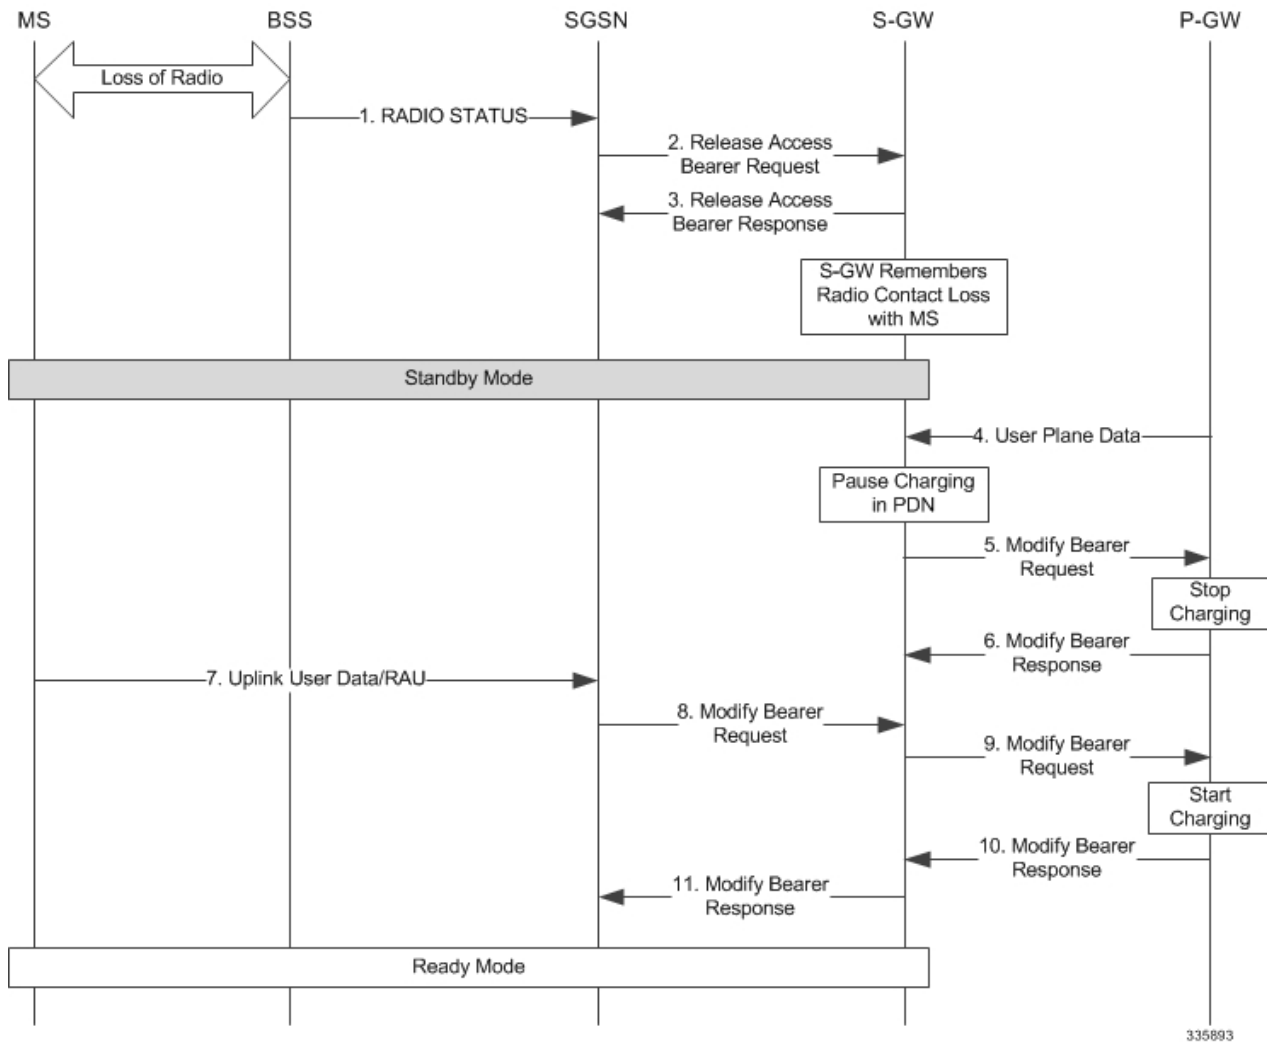 MS BSS SGSN S-GW P-GW
Loss of Radio
1. RADIO STATUS
2. Release Access
Bearer Request
3. Release Access
Bearer Response
S-GW Remembers
Radio Contact Loss
with MS
Standby Mode
4. User Plane Data
Pause Charging
in PDN
5. Modify Bearer
Request
Stop
Charging
6. Modify Bearer
Response
7. Uplink User Data/RAU
8. Modify Bearer
Request
9. Modify Bearer
Request
Start
Charging
10. Modify Bearer
Response
11. Modify Bearer
Response
Ready Mode
335893